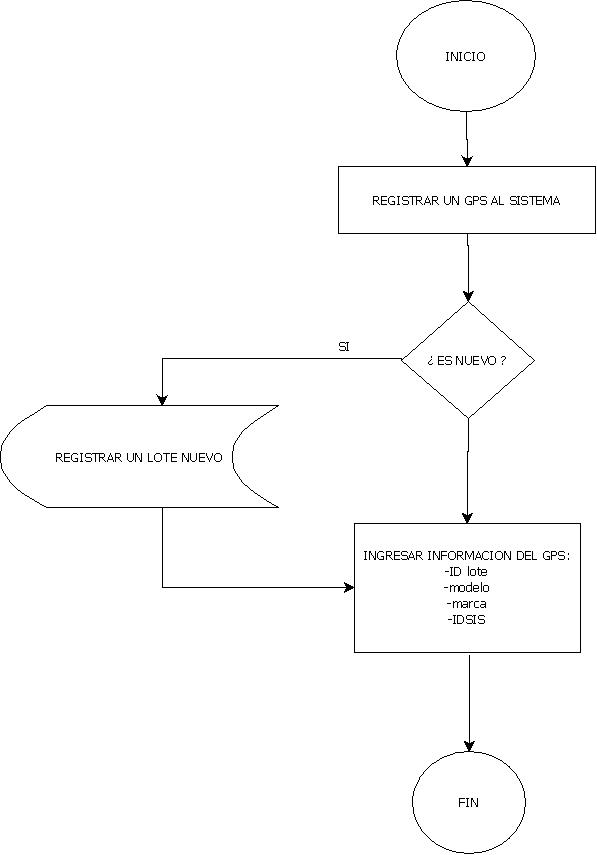 INICIO
REGISTRAR UN GPS AL SISTEMA
¿ ES NUEVO ?
SI
REGISTRAR UN LOTE NUEVO
INGRESAR INFORMACION DEL GPS:
-ID lote
-modelo
-marca
-IDSIS
FIN